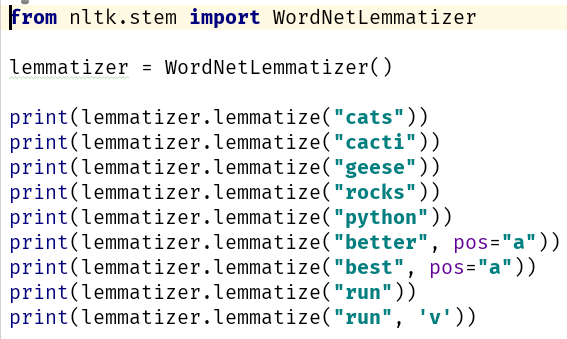 from nltk.stem import WordNetLemmatizer
lemmatizer = WordNetLemmatizer()
print(lemmatizer.lemmatize("cats"))
print(lemmatizer.lemmatize("cacti"))
print(lemmatizer.lemmatize("geese"))
print(lemmatizer.lemmatize("rocks"))
print(lemmatizer.lemmatize("python"))
print(lemmatizer.lemmatize("better", pos="a"))
print(lemmatizer.lemmatize("best", pos="a"))
print(lemmatizer.lemmatize("run"))
print(lemmatizer.lemmatize("run", 'v'))